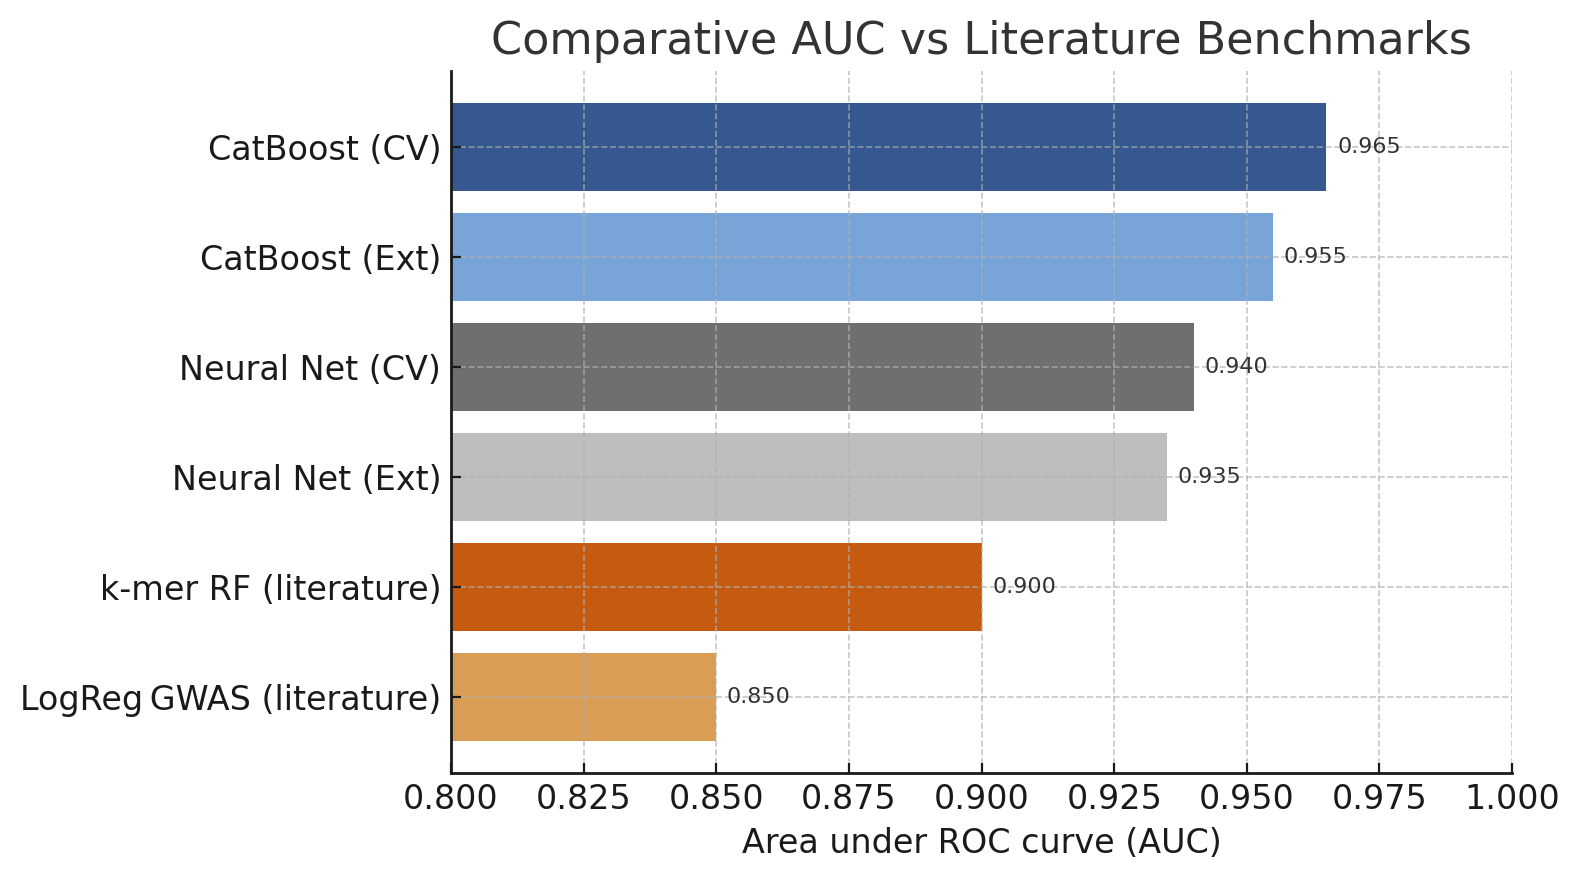 Comparative AUC vs Literature Benchmarks
CatBoost (CV)
0.965
CatBoost (Ext)
0.955
Neural Net (CV)
0.940
Neural Net (Ext)
0.935
k-mer RF (literature)
0.900
LogReg GWAS (literature)
0.850
0.800 0.825 0.850 0.875 0.900 0.925 0.950 0.975 1.000
Area under ROC curve (AUC)